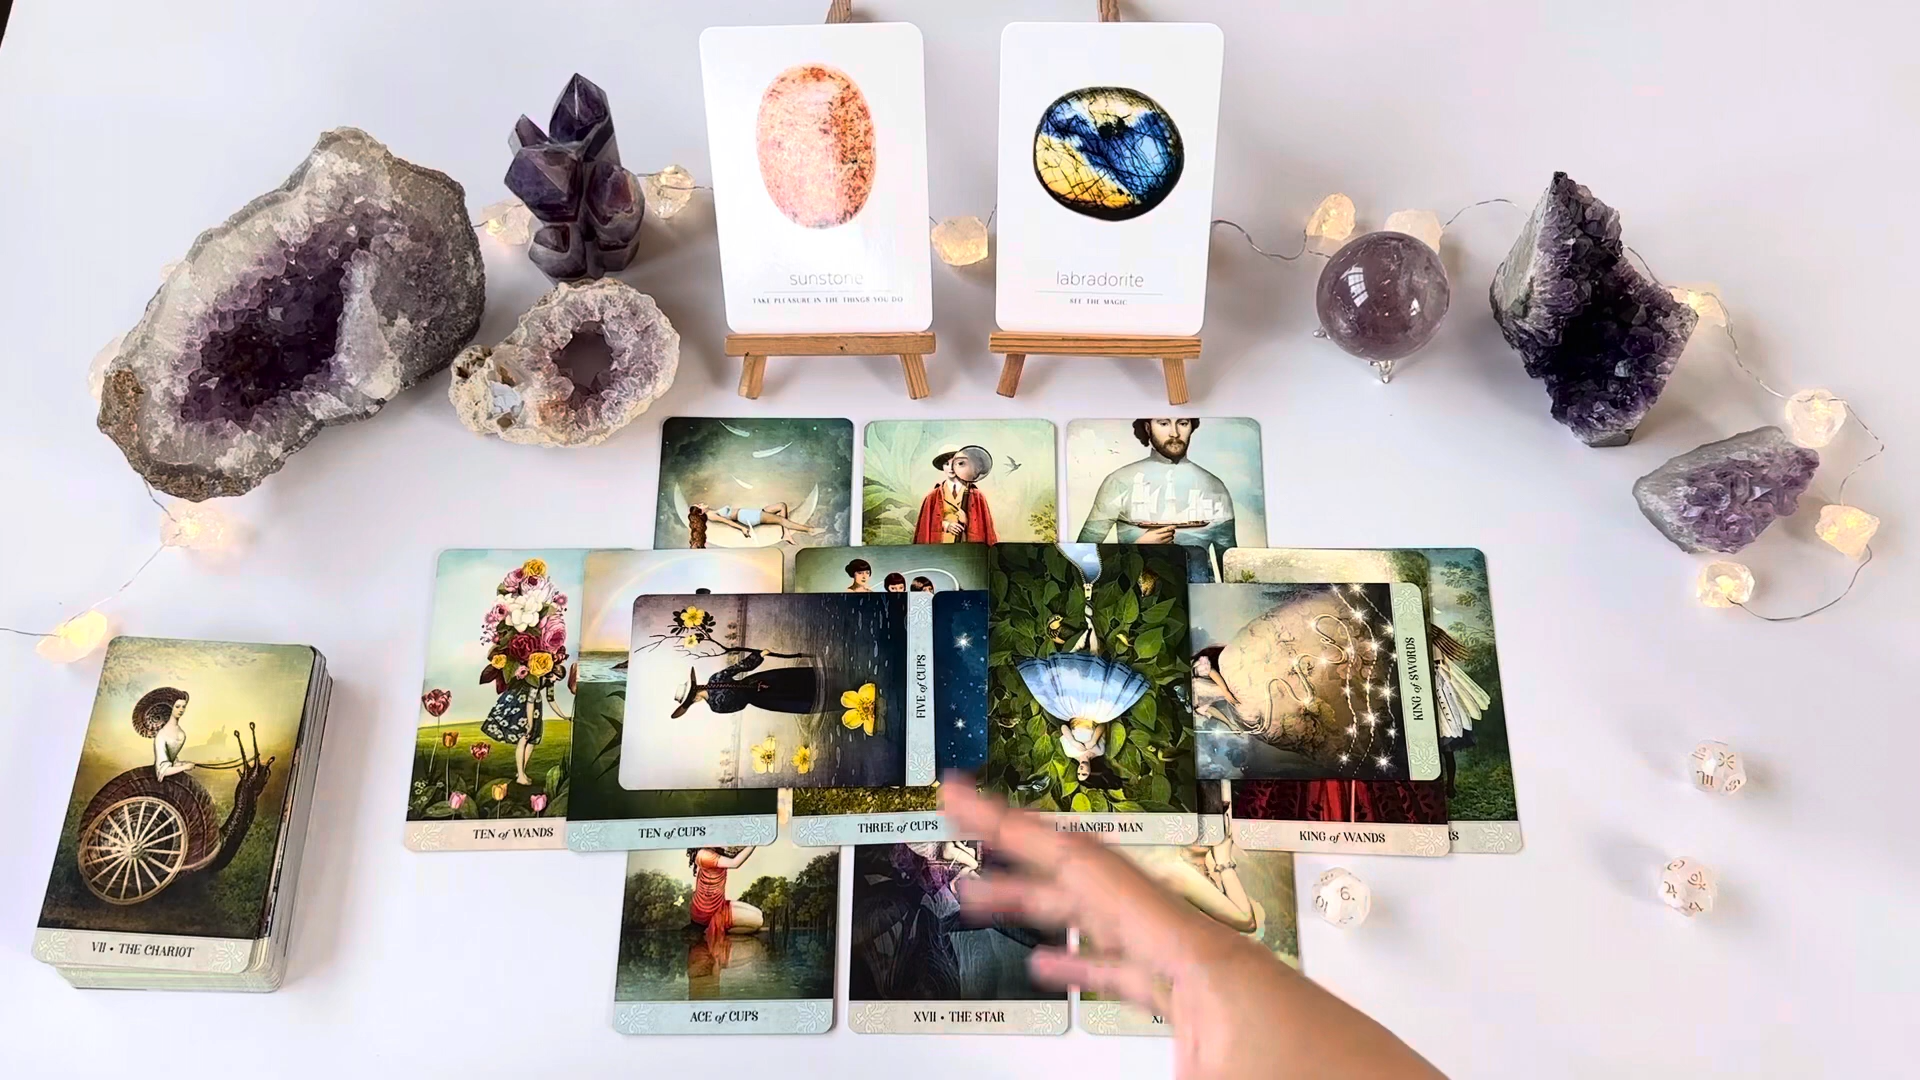 sunstone
TAKE PLEASURE IN THE THINGS YOU DO
labradorite
SEE THE MAGIC
FIVE of CUPS
KING of SWORDS
TEN of WANDS
TEN of CUPS
THREE of CUPS
HANGED MAN
KING of WANDS
VII • THE CHARIOT
ACE of CUPS
XVII • THE STAR